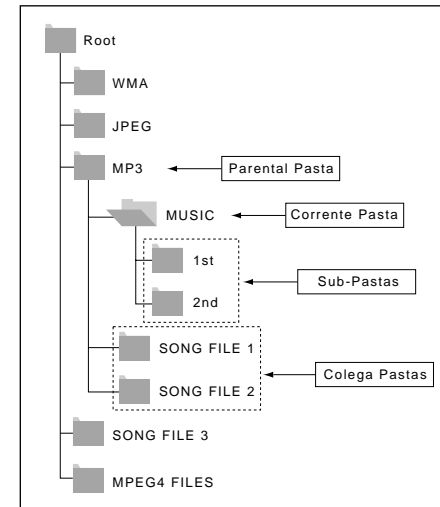 Root
WMA
JPEG
MP3
Parental Pasta
MUSIC
Corrente Pasta
1st
Sub-Pastas
2nd
SONG FILE 1
Colega Pastas
SONG FILE 2
SONG FILE 3
MPEG4 FILES